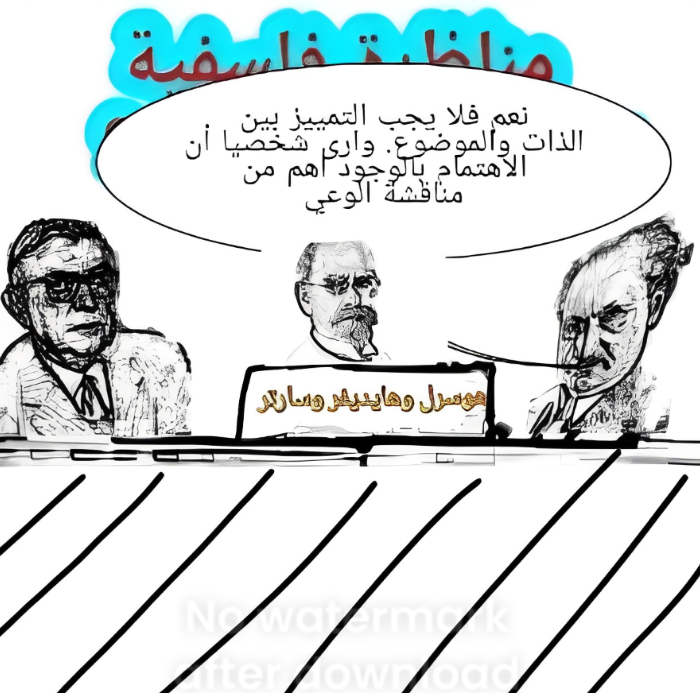 مناظرة فلسفية
نعم فلا يجب التمييز بين
الذات والموضوع. وارى شخصيا أن
الاهتمام بالوجود اهم من
مناقشة الوعي
هوسرل وهايديغر وسارتر
No watermark
after download